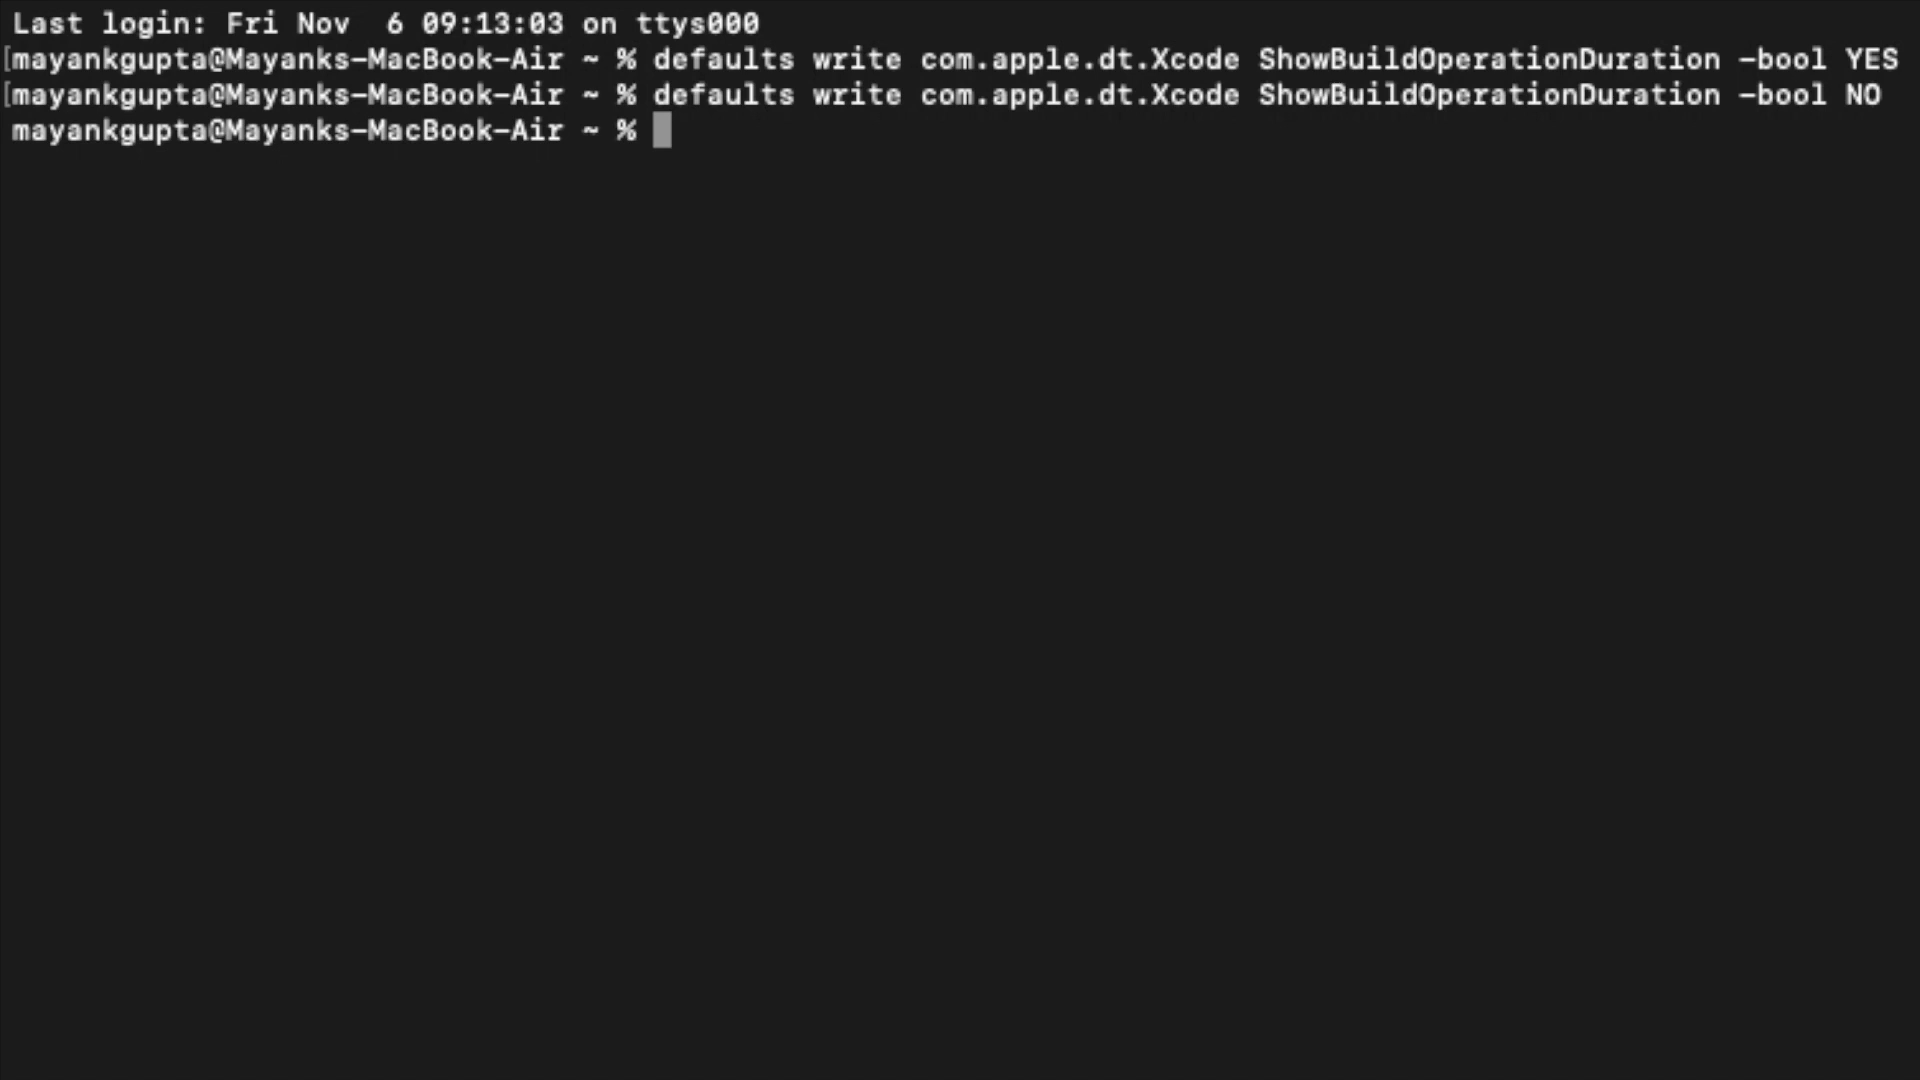 Last login: Fri Nov  6 09:13:03 on ttys000
[mayankgupta@Mayanks-MacBook-Air ~ % defaults write com.apple.dt.Xcode ShowBuildOperationDuration -bool YES
[mayankgupta@Mayanks-MacBook-Air ~ % defaults write com.apple.dt.Xcode ShowBuildOperationDuration -bool NO
mayankgupta@Mayanks-MacBook-Air ~ %